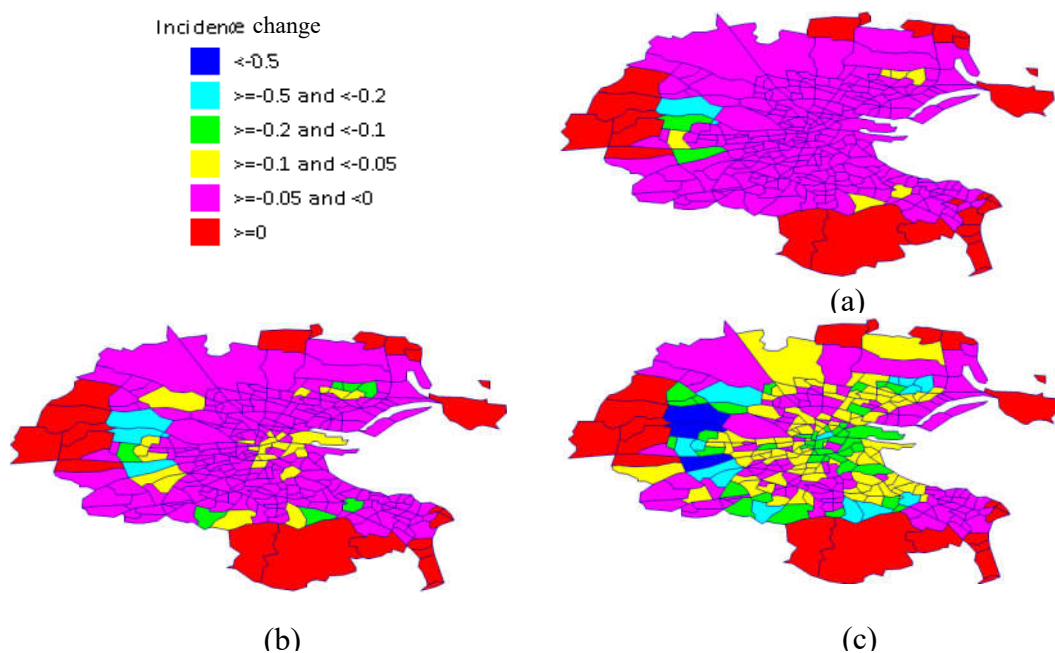 Incidence change
<-0.5
>=-0.5 and <-0.2
>=-0.2 and <-0.1
>=-0.1 and <-0.05
>=-0.05 and <0
>=0
(a)
(b)
(c)